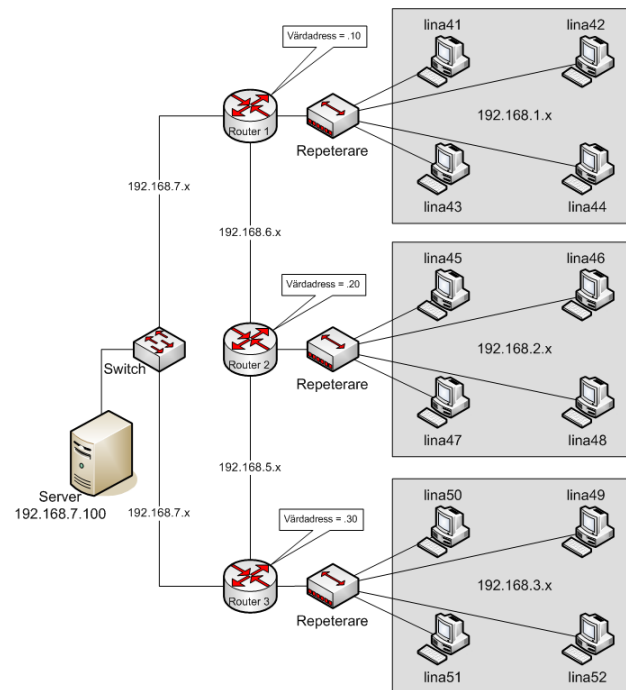 lina41
lina42
Värdadress = .10
Router 1
Repeterare
192.168.1.x
lina43
lina44
192.168.7.x
192.168.6.x
lina45
lina46
Värdadress = .20
Switch
Router 2
Repeterare
192.168.2.x
lina47
lina48
192.168.5.x
Server
192.168.7.100
192.168.7.x
lina50
lina49
Värdadress = .30
Router 3
Repeterare
192.168.3.x
lina51
lina52